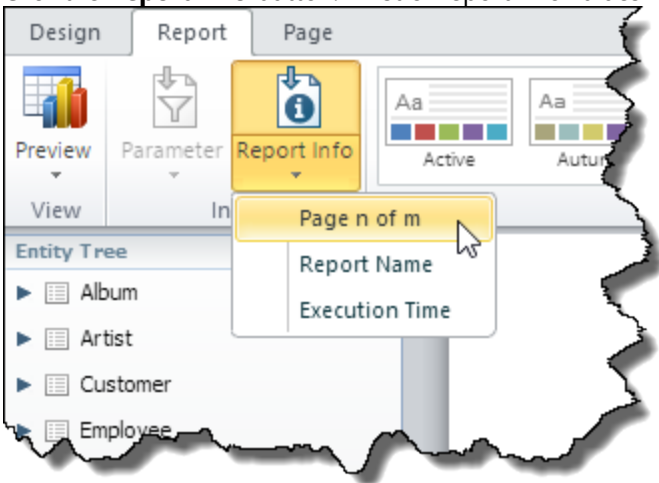 Design Report Page
Preview Parameter Report Info
Aa Aa
Active
View
Page n of m
Report Name
Execution Time
Entity Tree
Album
Artist
Customer
Employee